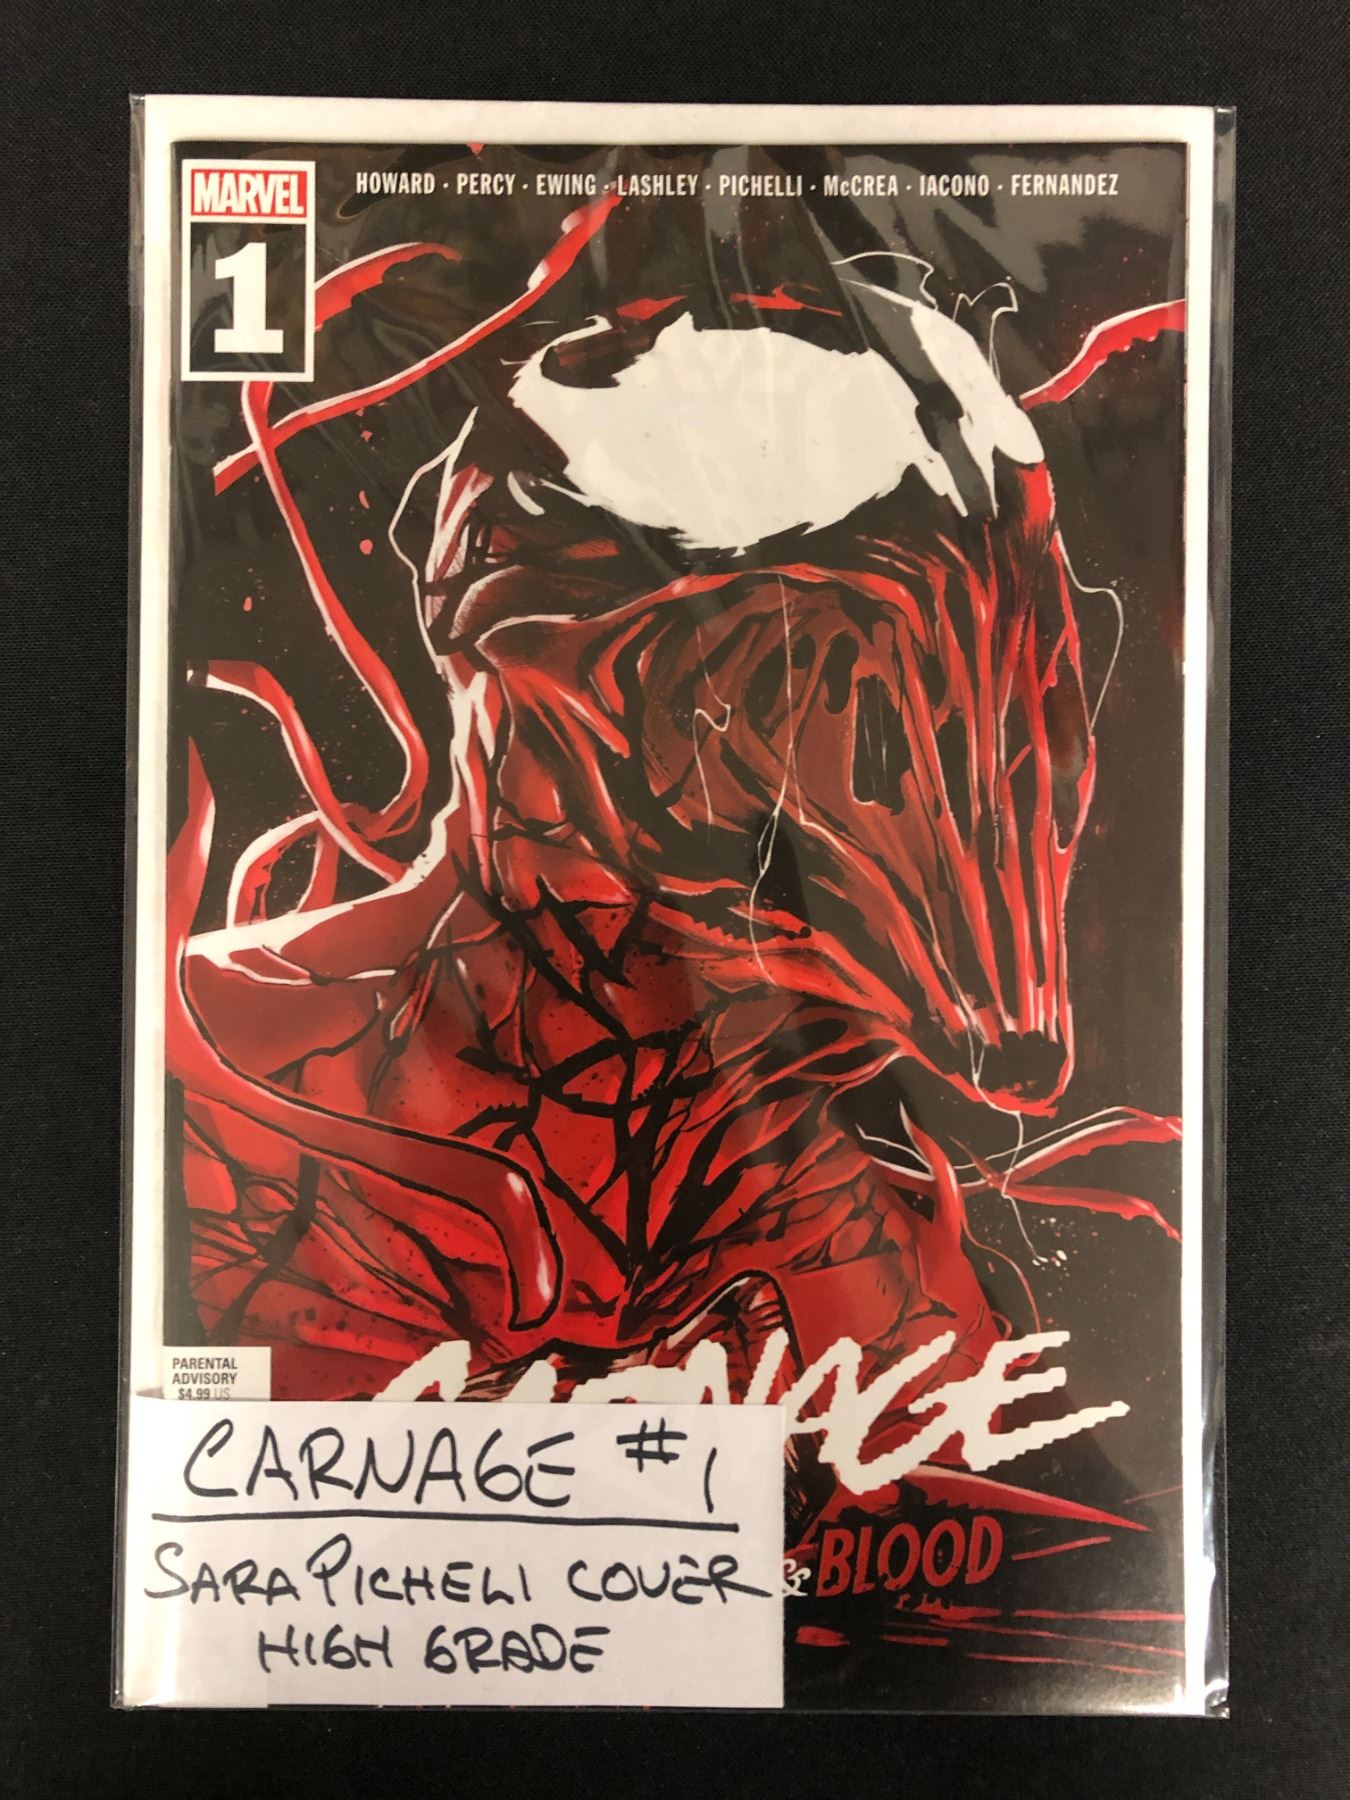 MARVEL
1
HOWARD · PERCY · EWING · LASHLEY · PICHELLI · McCREA · IACONO · FERNANDEZ
PARENTAL
ADVISORY
$4.99 US
CARNAGE
& BLOOD
CARNAGE #1
SARA PICHELI COVER
HIGH GRADE